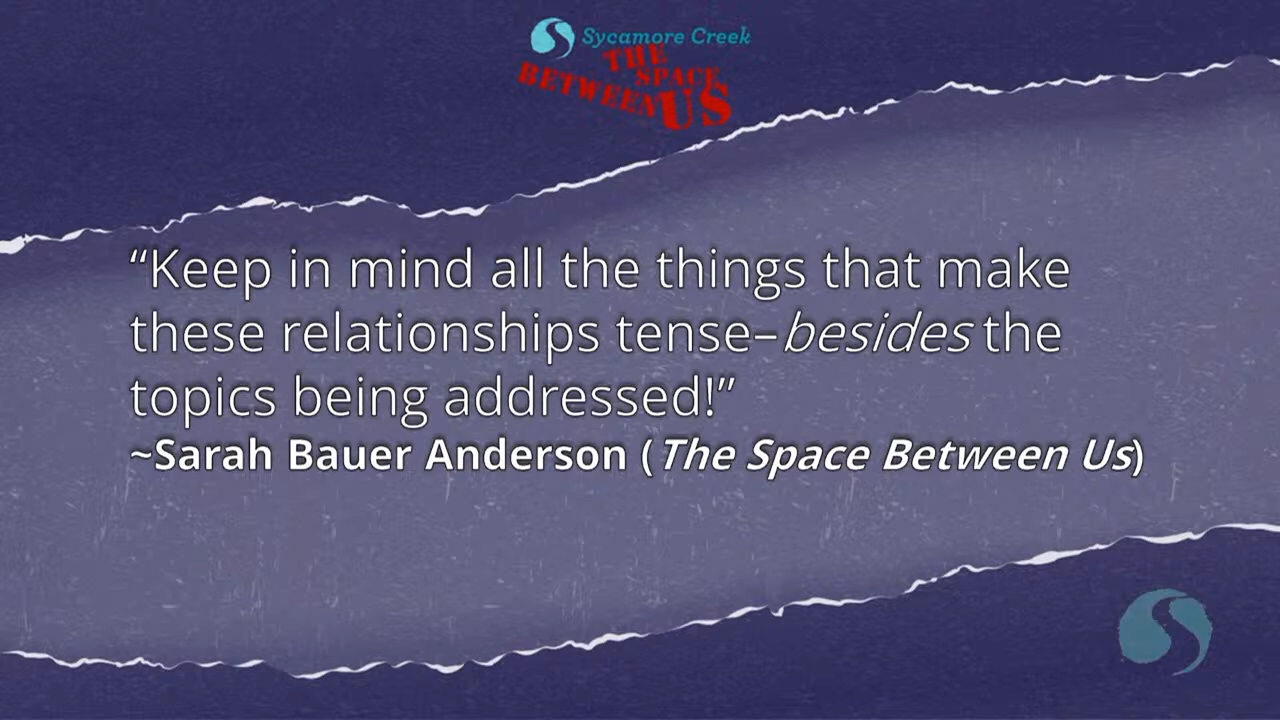 Sycamore Creek
THE
SPACE
BETWEEN
US
“Keep in mind all the things that make
these relationships tense–besides the
topics being addressed!”
~Sarah Bauer Anderson (The Space Between Us)